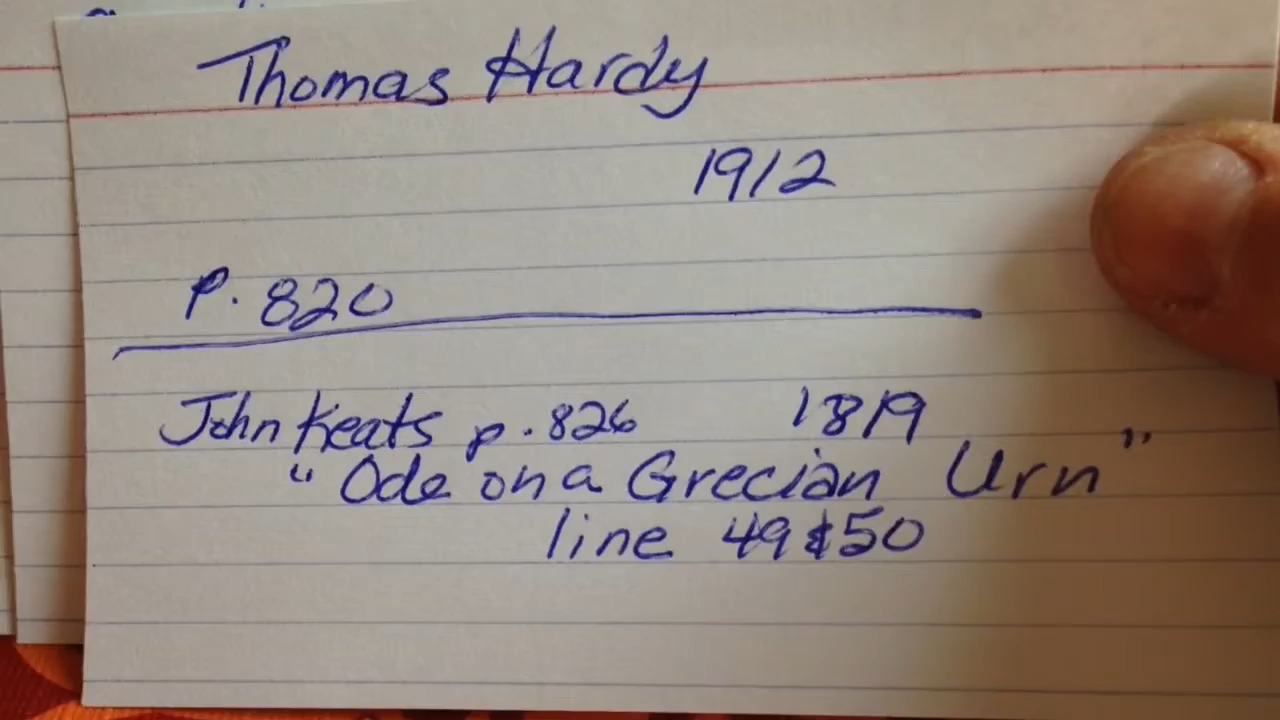 Thomas Hardy
1912
P. 820
John Keats p. 826 1819
"Ode on a Grecian Urn"
line 49 & 50